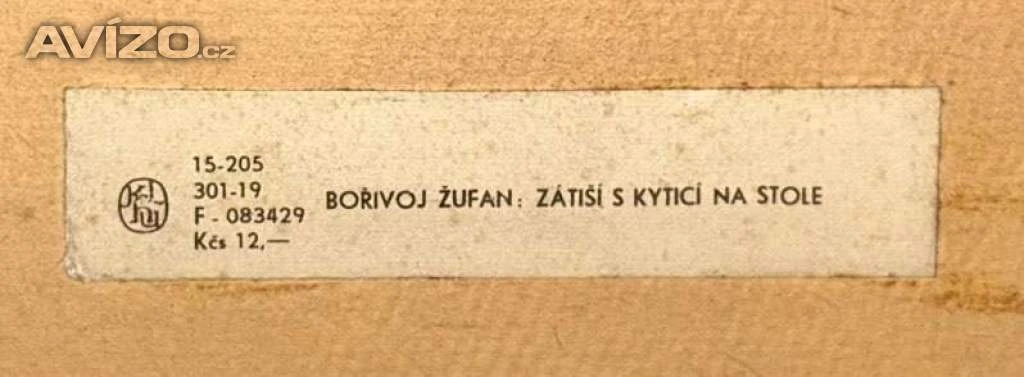 AVÍZO.cz
15-205
301-19
F - 083429
Kčs 12,—
BOŘIVOJ ŽUFAN: ZÁTIŠÍ S KYTICÍ NA STOLE